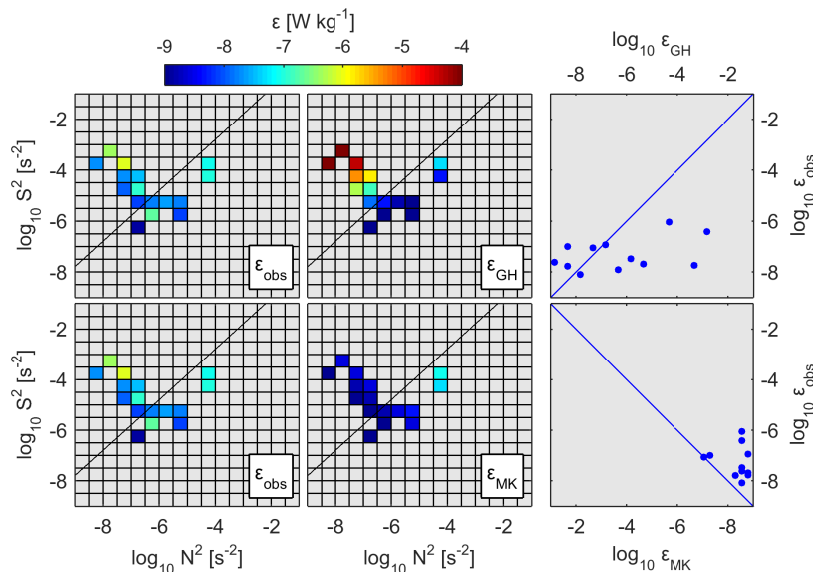 ε [W kg⁻¹]
-9 -8 -7 -6 -5 -4
log₁₀ ε_GH
-8 -6 -4 -2
log₁₀ S² [s⁻²]
-2
-4
-6
-8
ε_obs
ε_GH
-2
-4
-6
-8
log₁₀ ε_obs
log₁₀ S² [s⁻²]
-2
-4
-6
-8
ε_obs
ε_MK
-2
-4
-6
-8
log₁₀ ε_obs
-8 -6 -4 -2
-8 -6 -4 -2
-2 -4 -6 -8
log₁₀ N² [s⁻²]
log₁₀ N² [s⁻²]
log₁₀ ε_MK